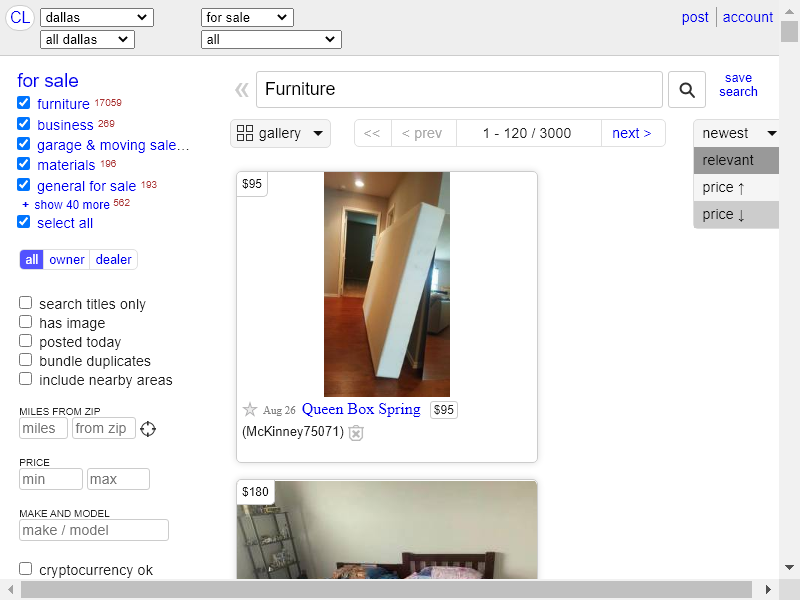 CL
dallas
for sale
post
account
all dallas
all
for sale
furniture 17059
business 269
garage & moving sale…
materials 196
general for sale 193
+ show 40 more 562
select all
all
owner
dealer
search titles only
has image
posted today
bundle duplicates
include nearby areas
MILES FROM ZIP
miles
from zip
PRICE
min
max
MAKE AND MODEL
make / model
cryptocurrency ok
«
Furniture
save
search
gallery
<<
< prev
1 - 120 / 3000
next >
newest
relevant
price ↑
price ↓
$95
Aug 26 Queen Box Spring $95
(McKinney75071)
$180